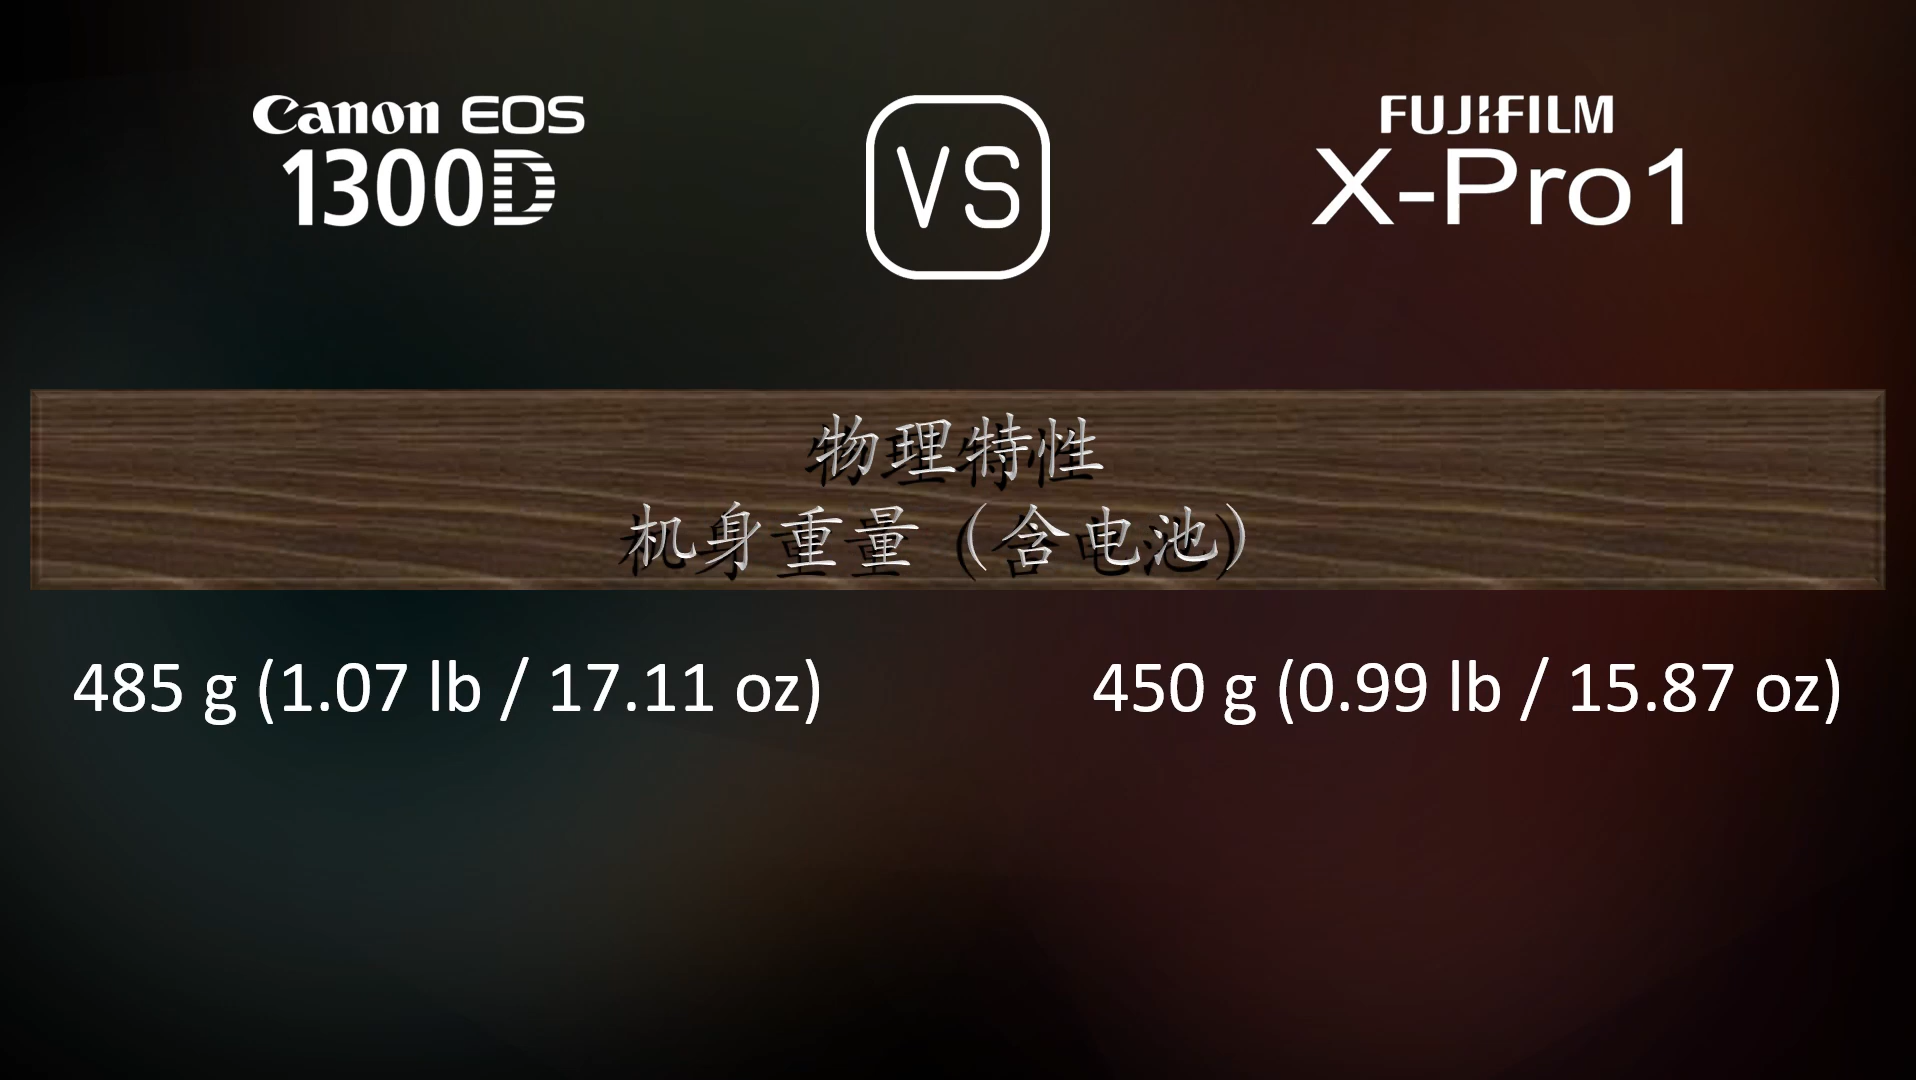 Canon EOS
1300D
VS
FUJIFILM
X-Pro1
物理特性
机身重量（含电池）
485 g (1.07 lb / 17.11 oz)
450 g (0.99 lb / 15.87 oz)